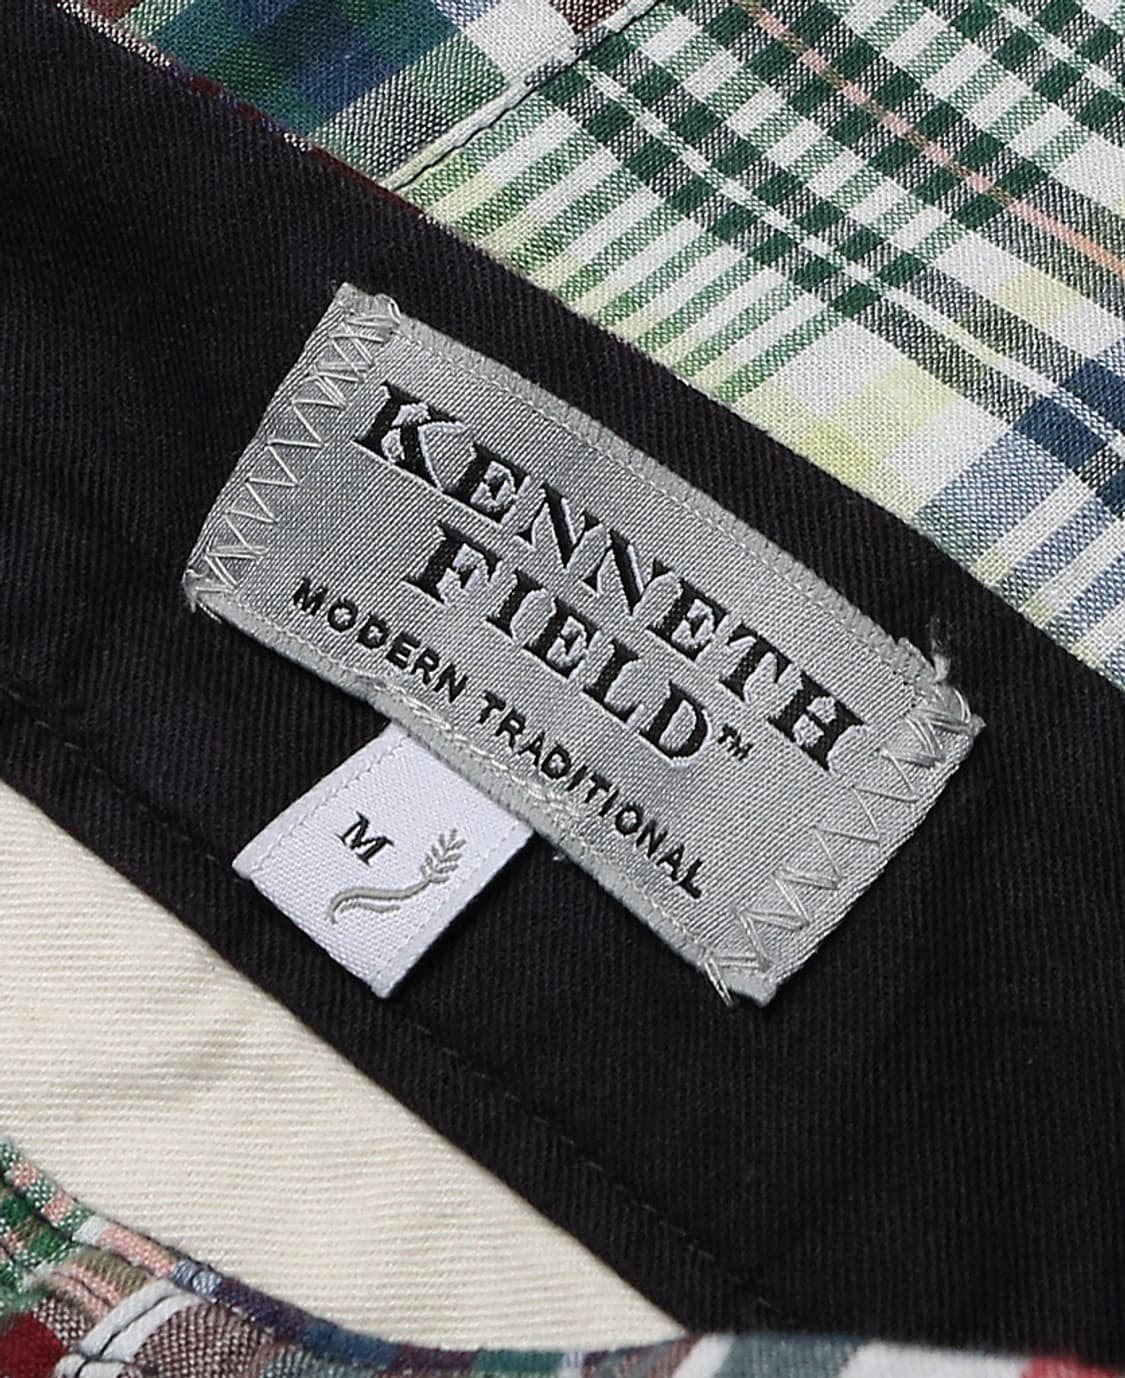 KENNETH
FIELD™
MODERN TRADITIONAL
M